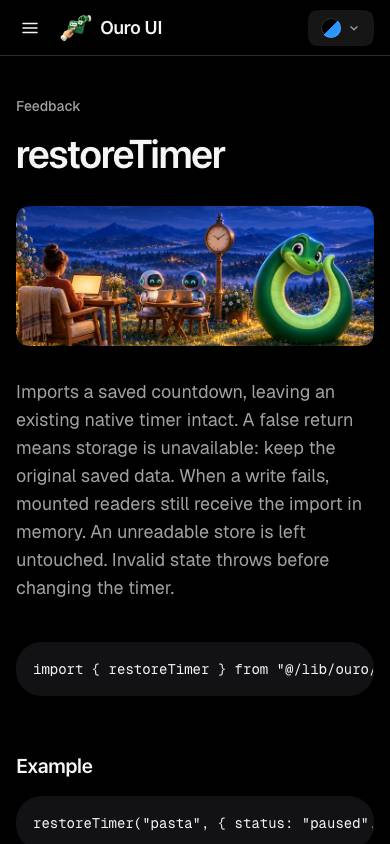 Ouro UI
Feedback
restoreTimer
Imports a saved countdown, leaving an
existing native timer intact. A false return
means storage is unavailable: keep the
original saved data. When a write fails,
mounted readers still receive the import in
memory. An unreadable store is left
untouched. Invalid state throws before
changing the timer.
import { restoreTimer } from "@/lib/ouro/
Example
restoreTimer("pasta", { status: "paused",